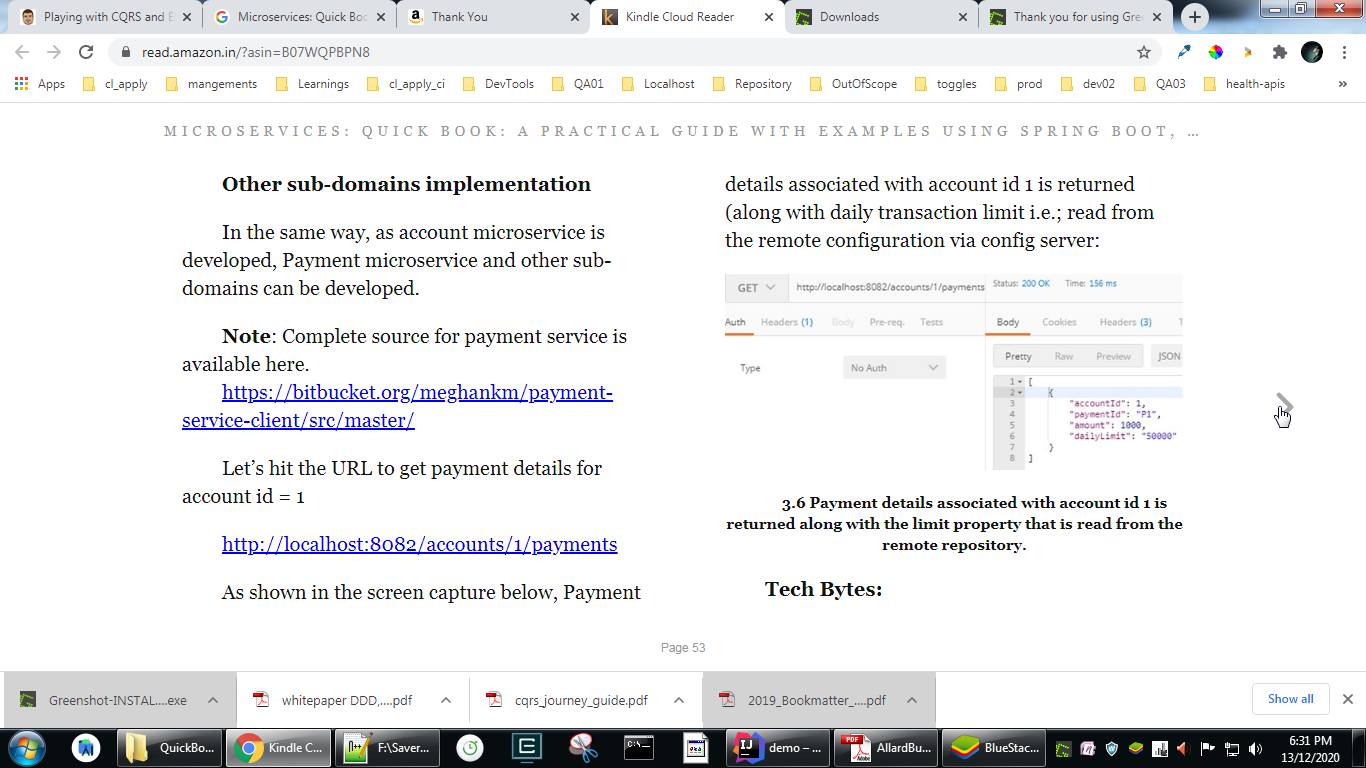 Playing with CQRS and E
Microservices: Quick Boo
Thank You
Kindle Cloud Reader
Downloads
Thank you for using Gre
read.amazon.in/?asin=B07WQPBPN8
Apps
cl_apply
mangements
Learnings
cl_apply_ci
DevTools
QA01
Localhost
Repository
OutOfScope
toggles
prod
dev02
QA03
health-apis
»
MICROSERVICES: QUICK BOOK: A PRACTICAL GUIDE WITH EXAMPLES USING SPRING BOOT, ...
Other sub-domains implementation
In the same way, as account microservice is
developed, Payment microservice and other sub-
domains can be developed.
Note: Complete source for payment service is
available here.
https://bitbucket.org/meghankm/payment-
service-client/src/master/
Let's hit the URL to get payment details for
account id = 1
http://localhost:8082/accounts/1/payments
As shown in the screen capture below, Payment
details associated with account id 1 is returned
(along with daily transaction limit i.e.; read from
the remote configuration via config server:
GET
http://localhost:8082/accounts/1/payments
Status: 200 OK
Time: 156 ms
Auth
Headers (1)
Body
Pre-req.
Tests
Body
Cookies
Headers (3)
T
Type
No Auth
Pretty
Raw
Preview
JSON
1 [
2 {
3 "accountId": 1,
4 "paymentId": "P1",
5 "amount": 1000,
6 "dailyLimit": "50000"
7 }
8 ]
3.6 Payment details associated with account id 1 is
returned along with the limit property that is read from the
remote repository.
Tech Bytes:
Page 53
Greenshot-INSTAL....exe
whitepaper DDD,....pdf
cqrs_journey_guide.pdf
2019_Bookmatter_....pdf
Show all
QuickBo...
Kindle C...
F:\Saver...
demo – ...
AllardBu...
BlueStac...
6:31 PM
13/12/2020